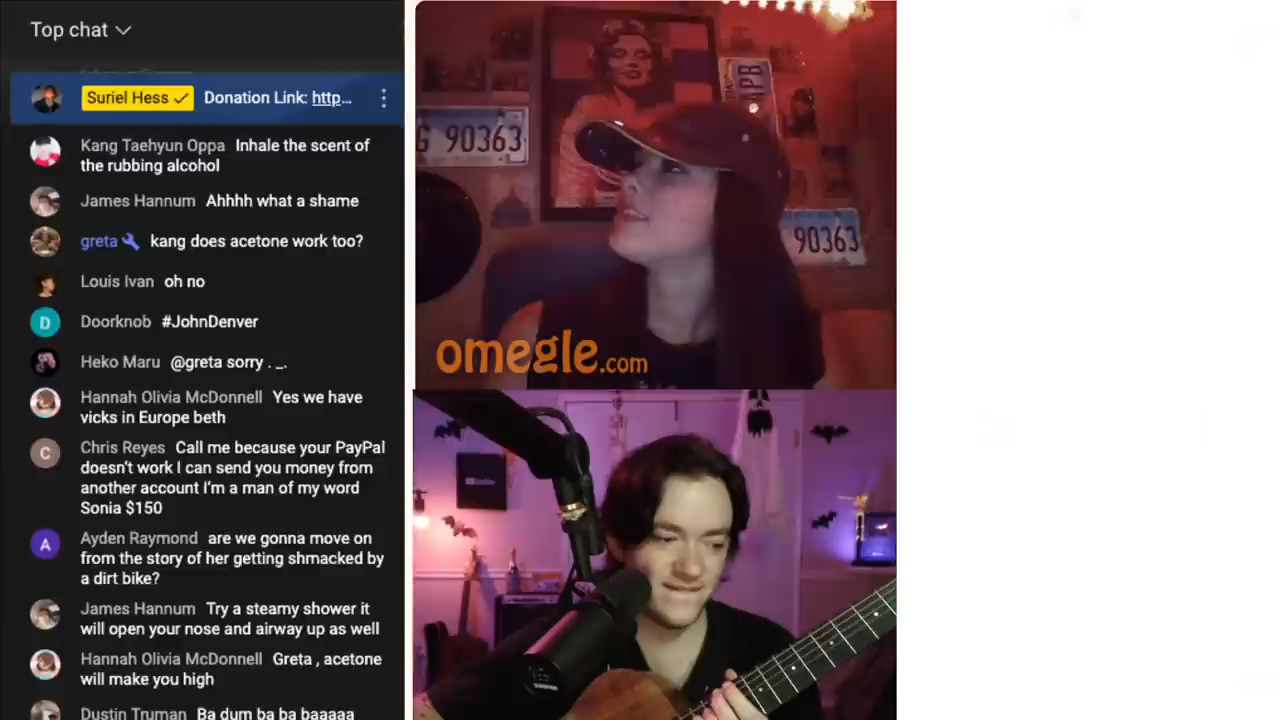 Top chat
Suriel Hess Donation Link: http...
Kang Taehyun Oppa Inhale the scent of
the rubbing alcohol
James Hannum Ahhhh what a shame
greta kang does acetone work too?
Louis Ivan oh no
D Doorknob #JohnDenver
Heko Maru @greta sorry . _.
Hannah Olivia McDonnell Yes we have
vicks in Europe beth
C Chris Reyes Call me because your PayPal
doesn't work I can send you money from
another account I'm a man of my word
Sonia $150
A Ayden Raymond are we gonna move on
from the story of her getting shmacked by
a dirt bike?
James Hannum Try a steamy shower it
will open your nose and airway up as well
Hannah Olivia McDonnell Greta , acetone
will make you high
Dustin Truman Ba dum ba ba baaaaa
G 90363
90363
omegle.com